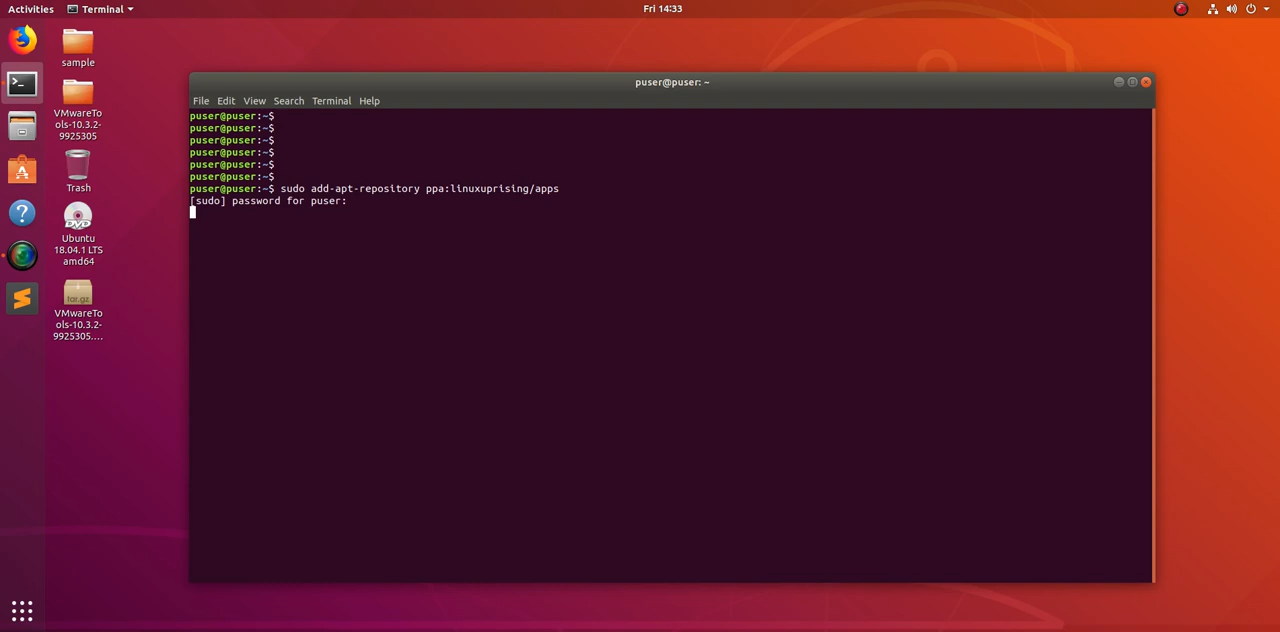 Activities
Terminal
Fri 14:33
sample
VMwareTo
ols-10.3.2-
9925305
Trash
DVD
Ubuntu
18.04.1 LTS
amd64
tar.gz
VMwareTo
ols-10.3.2-
9925305....
puser@puser: ~
File Edit View Search Terminal Help
puser@puser:~$
puser@puser:~$
puser@puser:~$
puser@puser:~$
puser@puser:~$
puser@puser:~$
puser@puser:~$ sudo add-apt-repository ppa:linuxuprising/apps
[sudo] password for puser: